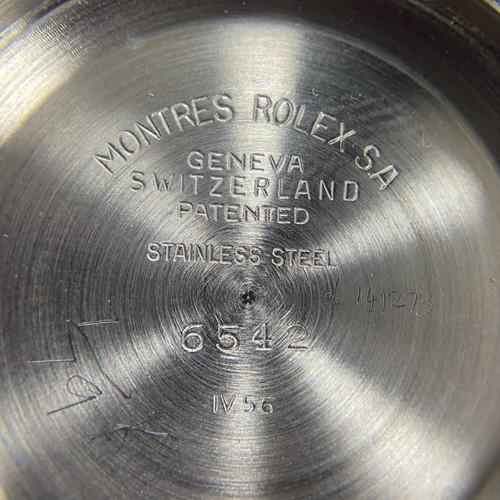 MONTRES ROLEX·SA
GENEVA
SWITZERLAND
PATENTED
STAINLESS STEEL
6542
IV 56